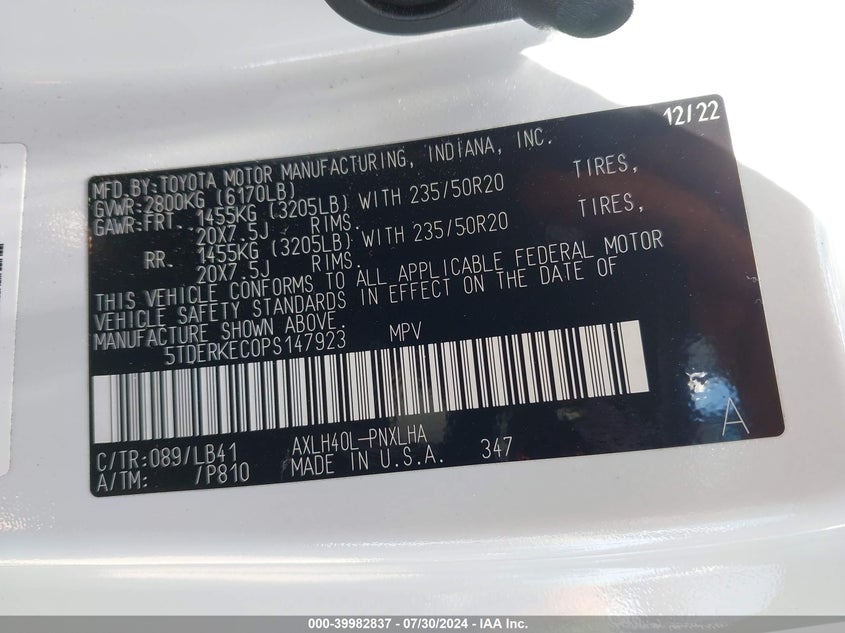 12/22
MFD.BY:TOYOTA MOTOR MANUFACTURING, INDIANA, INC.
GVWR:2800KG (6170LB)
GAWR:FRT. 1455KG (3205LB) WITH 235/50R20 TIRES,
20X7.5J RIMS.
RR. 1455KG (3205LB) WITH 235/50R20 TIRES,
20X7.5J RIMS.
THIS VEHICLE CONFORMS TO ALL APPLICABLE FEDERAL MOTOR
VEHICLE SAFETY STANDARDS IN EFFECT ON THE DATE OF
MANUFACTURE SHOWN ABOVE.
5TDERKEC0PS147923 MPV
C/TR:089/LB41 AXLH40L-PNXLHA
A/TM: /P810 MADE IN U.S.A. 347
A
000-39982837 - 07/30/2024 - IAA Inc.